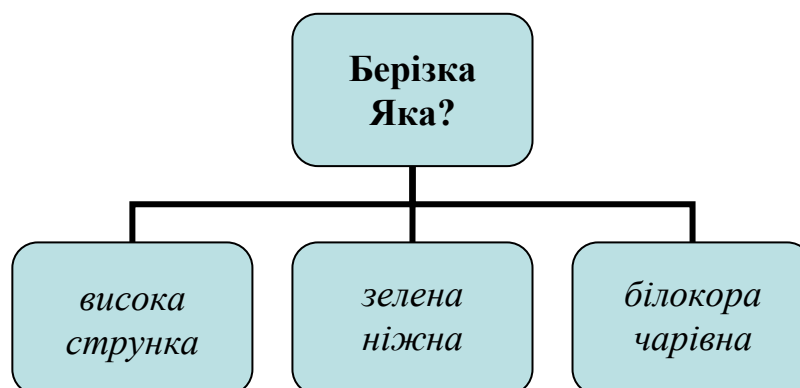 Берізка
Яка?
висока
струнка
зелена
ніжна
білокора
чарівна